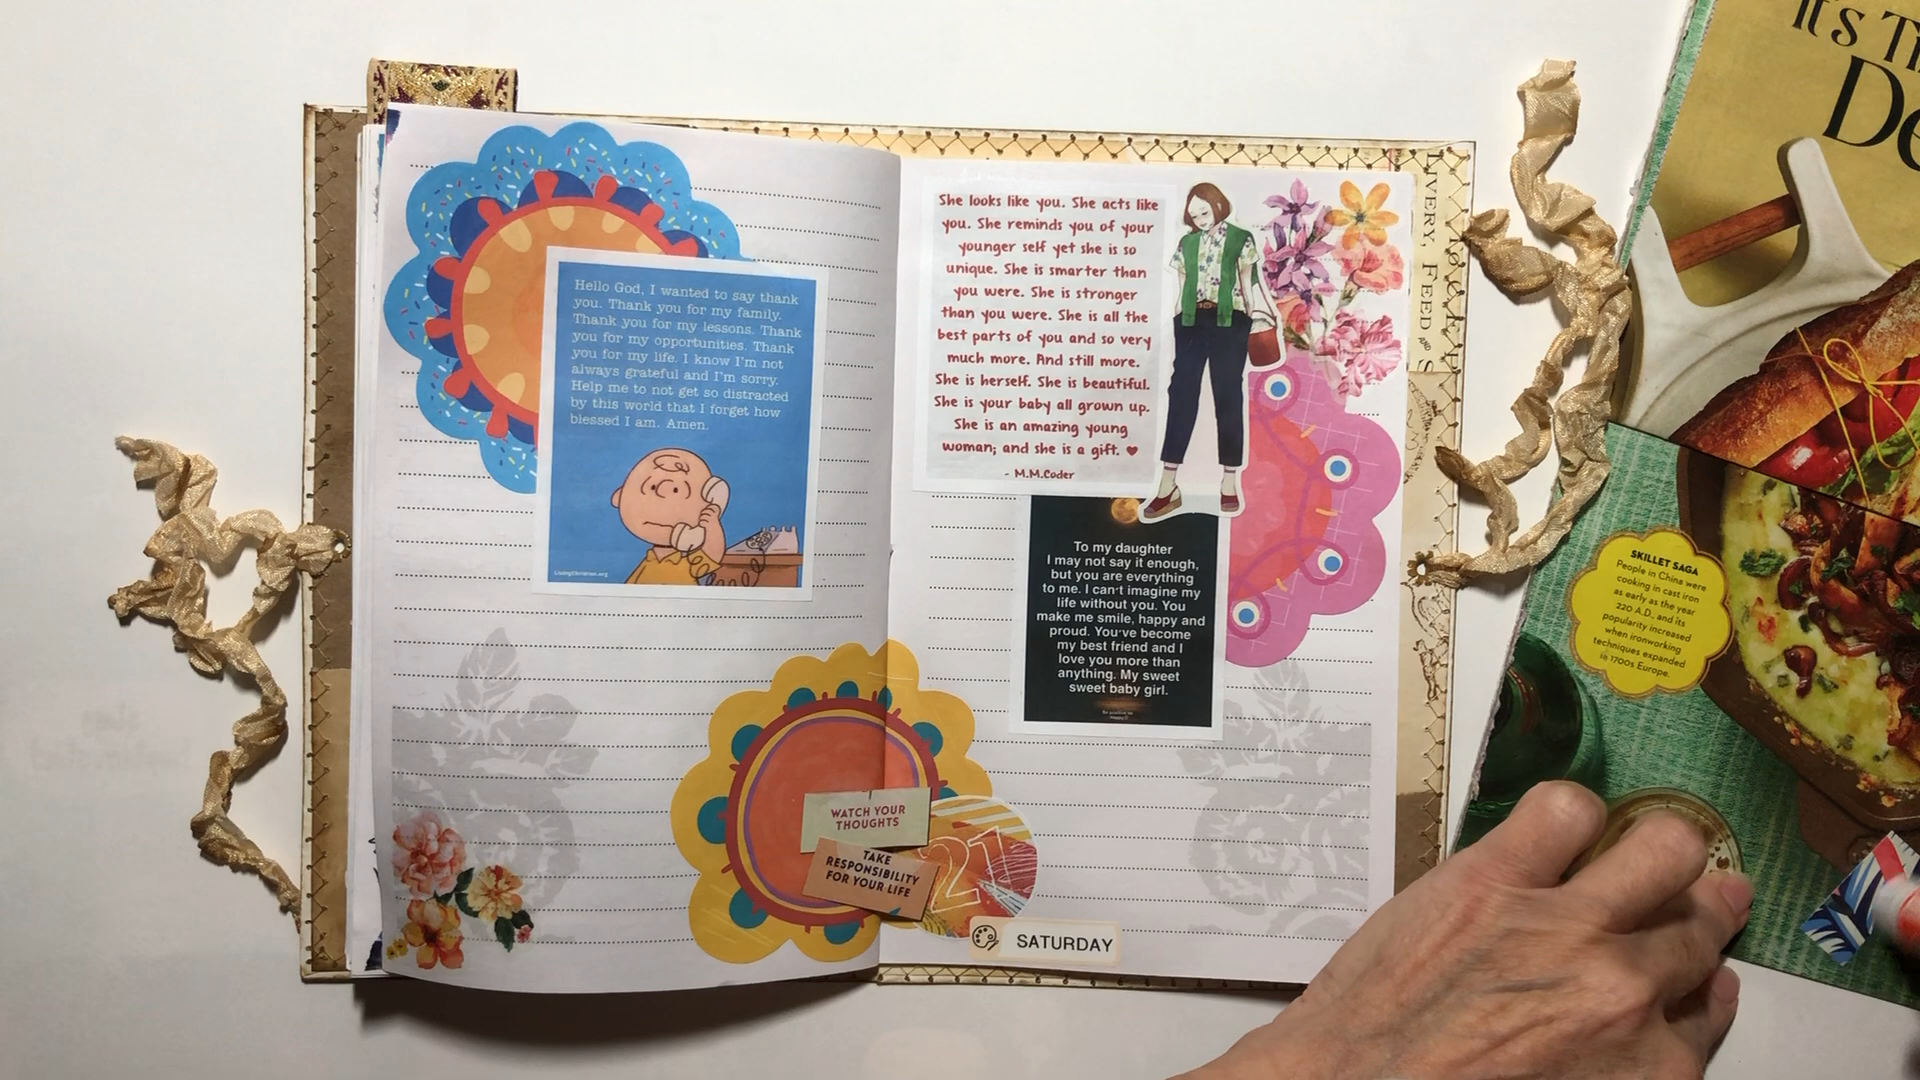 Hello God, I wanted to say thank
you. Thank you for my family.
Thank you for my lessons. Thank
you for my opportunities. Thank
you for my life. I know I'm not
always grateful and I'm sorry.
Help me to not get so distracted
by this world that I forget how
blessed I am. Amen.
LivingChristian.org
WATCH YOUR
THOUGHTS
TAKE
RESPONSIBILITY
FOR YOUR LIFE
21
SATURDAY
She looks like you. She acts like
you. She reminds you of your
younger self yet she is so
unique. She is smarter than
you were. She is stronger
than you were. She is all the
best parts of you and so very
much more. And still more.
She is herself. She is beautiful.
She is your baby all grown up.
She is an amazing young
woman; and she is a gift. ♥
- M.M.Coder
To my daughter
I may not say it enough,
but you are everything
to me. I can't imagine my
life without you. You
make me smile, happy and
proud. You've become
my best friend and I
love you more than
anything. My sweet
sweet baby girl.
LIVERY, FEED AND S
It's Ti
De
SKILLET SAGA
People in China were
cooking in cast iron
as early as the year
220 A.D., and its
popularity increased
when ironworking
techniques expanded
in 1700s Europe.